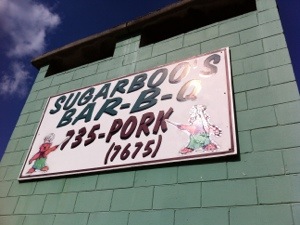 SUGARBOO'S
BAR-B-Q
735-PORK
(7675)